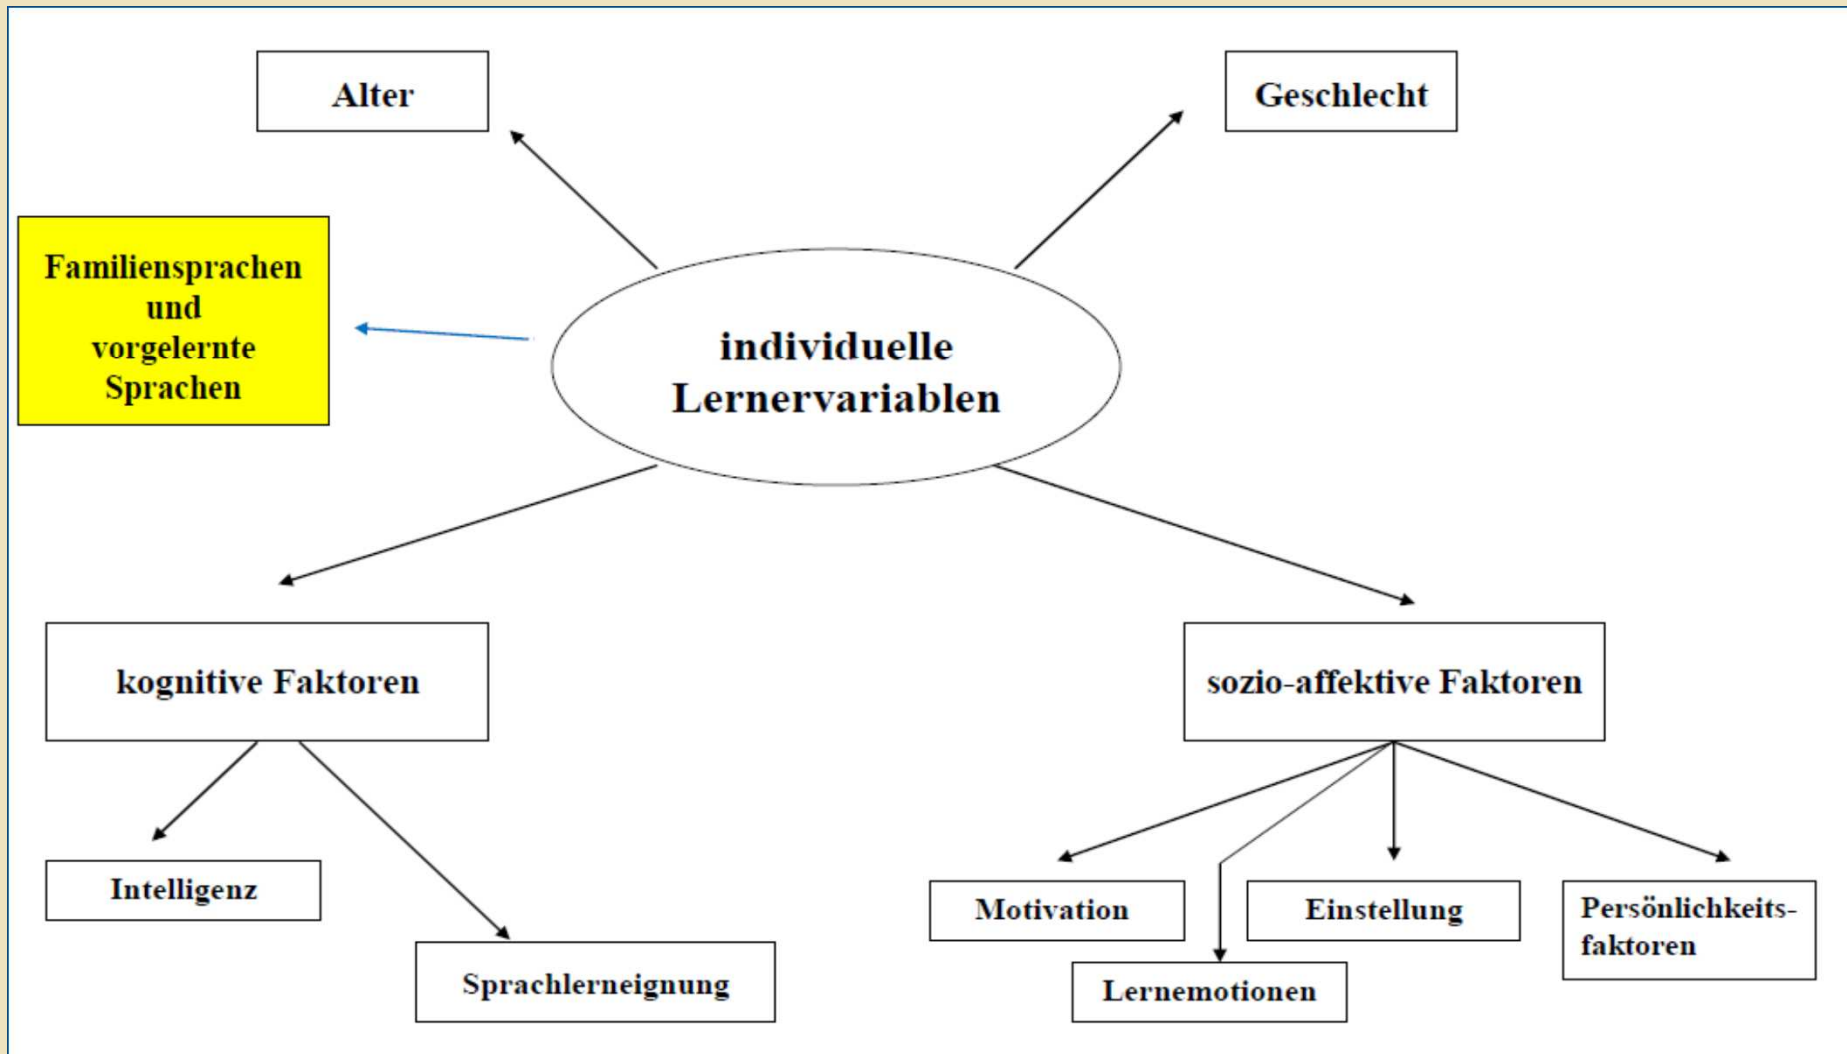 Alter
Geschlecht
Familiensprachen
und
vorgelernte
Sprachen
individuelle
Lernervariablen
kognitive Faktoren
sozio-affektive Faktoren
Intelligenz
Sprachlerneignung
Motivation
Einstellung
Persönlichkeits-
faktoren
Lernemotionen